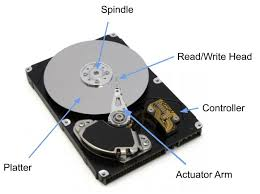 Spindle
Read/Write Head
Controller
Platter
Actuator Arm